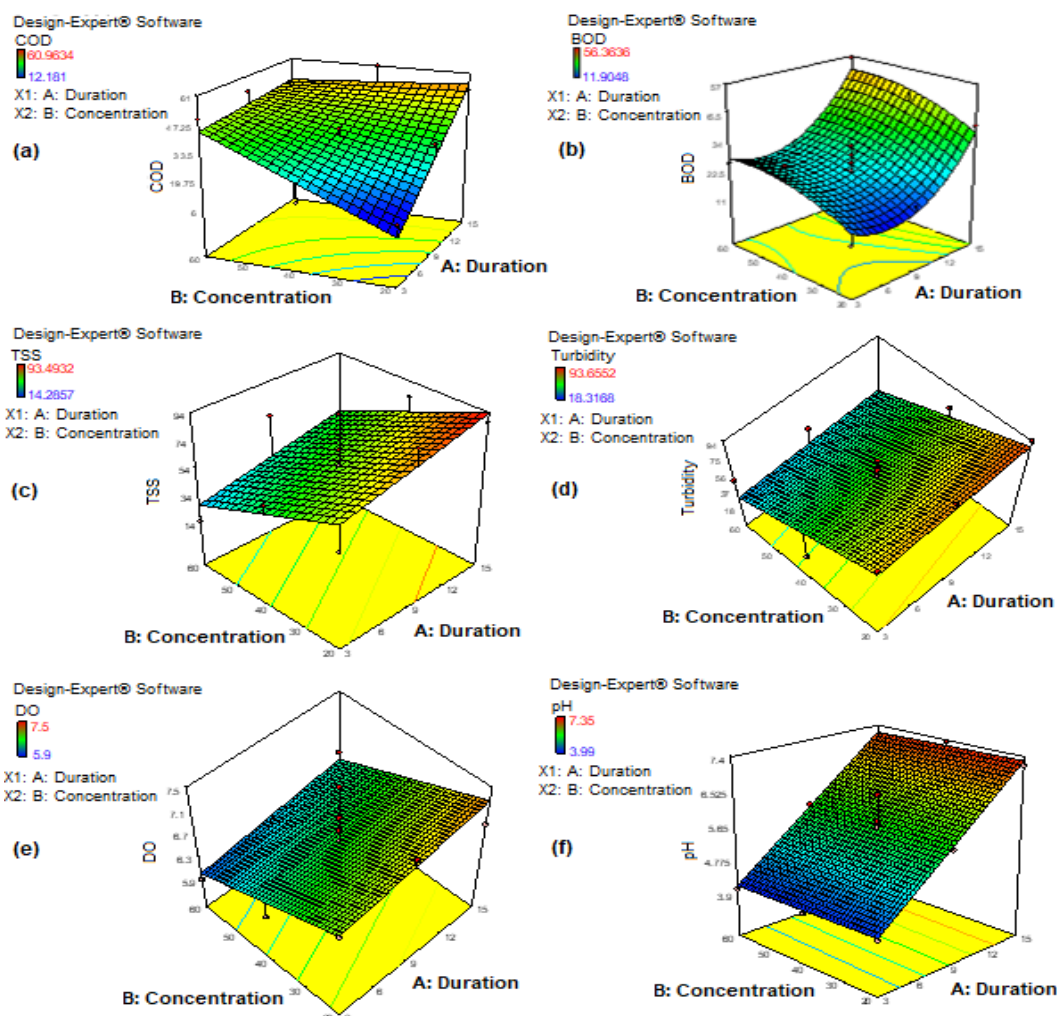 Design-Expert® Software
COD
60.9634
12.181
X1: A: Duration
X2: B: Concentration
(a)
COD
61
47.25
33.5
19.75
6
60
50
40
30
20
3
6
9
12
15
B: Concentration
A: Duration
Design-Expert® Software
BOD
56.3636
11.9048
X1: A: Duration
X2: B: Concentration
(b)
BOD
57
34
22.5
11
60
50
40
30
20
3
6
9
12
15
B: Concentration
A: Duration
Design-Expert® Software
TSS
93.4932
14.2857
X1: A: Duration
X2: B: Concentration
(c)
TSS
94
74
54
34
54
60
50
40
30
20
3
6
9
12
15
B: Concentration
A: Duration
Design-Expert® Software
Turbidity
93.6552
18.3168
X1: A: Duration
X2: B: Concentration
(d)
Turbidity
94
75
56
37
18
60
50
40
30
20
3
6
9
12
15
B: Concentration
A: Duration
Design-Expert® Software
DO
7.5
5.9
X1: A: Duration
X2: B: Concentration
(e)
DO
7.5
7.1
6.7
6.3
5.9
60
50
40
30
3
6
9
12
15
B: Concentration
A: Duration
Design-Expert® Software
pH
7.35
3.99
X1: A: Duration
X2: B: Concentration
(f)
pH
7.4
6.525
5.65
4.775
3.9
60
50
40
30
20
3
6
9
12
15
B: Concentration
A: Duration